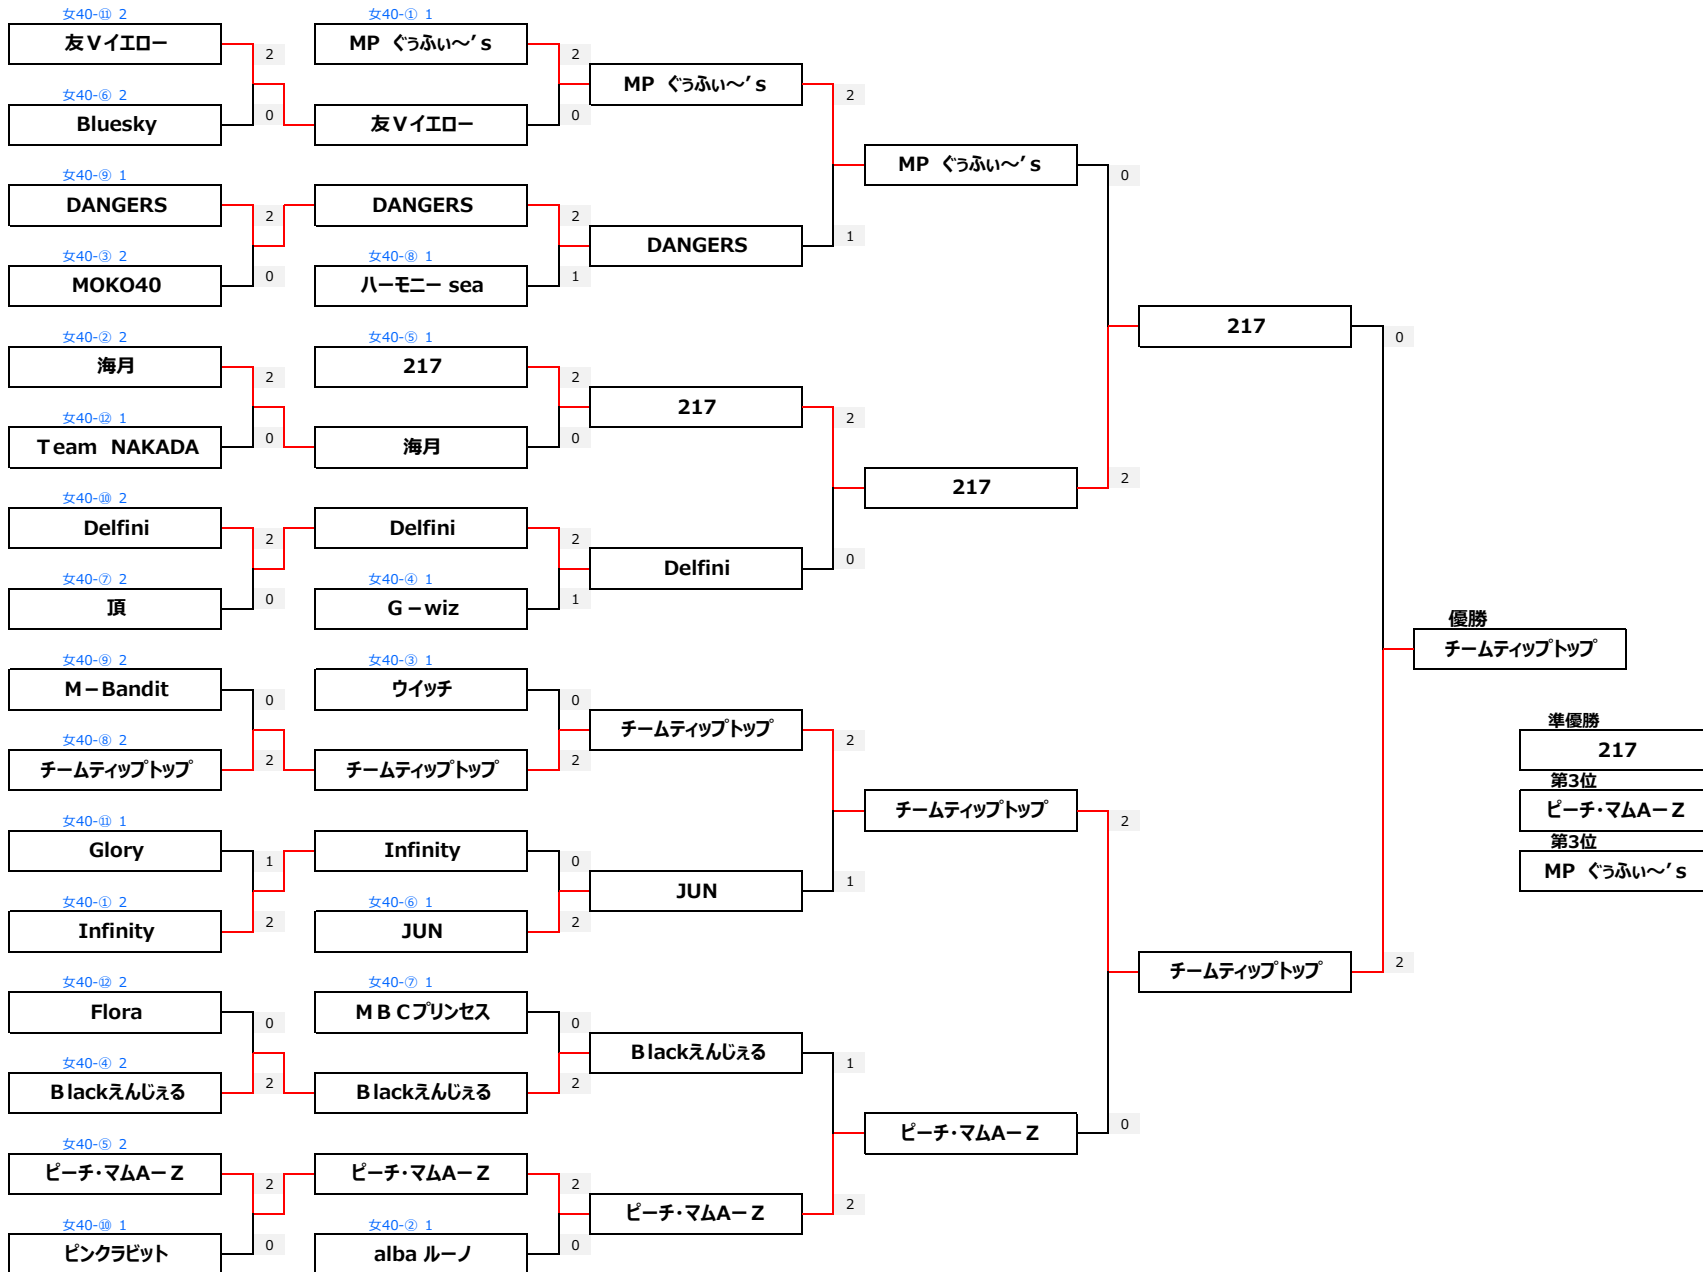 女40-⑪ 2
友Vイエロー
2
女40-⑥ 2
Bluesky
0
女40-⑨ 1
DANGERS
2
女40-③ 2
MOKO40
0
女40-② 2
海月
2
女40-⑫ 1
Team NAKADA
0
女40-⑩ 2
Delfini
2
女40-⑦ 2
頂
0
女40-⑨ 2
M－Bandit
0
女40-⑧ 2
チームティップトップ
2
女40-⑪ 1
Glory
1
女40-① 2
Infinity
2
女40-⑫ 2
Flora
0
女40-④ 2
Blackえんじぇる
2
女40-⑤ 2
ピーチ・マムA－Z
2
女40-⑩ 1
ピンクラビット
0
女40-① 1
MP ぐぅふぃ～’s
2
友Vイエロー
0
DANGERS
2
女40-⑧ 1
ハーモニー sea
1
女40-⑤ 1
217
2
海月
0
Delfini
2
女40-④ 1
G－wiz
1
女40-③ 1
ウイッチ
0
チームティップトップ
2
Infinity
0
女40-⑥ 1
JUN
2
女40-⑦ 1
MBCプリンセス
0
Blackえんじぇる
2
ピーチ・マムA－Z
2
女40-② 1
alba ルーノ
0
MP ぐぅふぃ～’s
2
DANGERS
1
217
2
Delfini
0
チームティップトップ
2
JUN
1
Blackえんじぇる
1
ピーチ・マムA－Z
2
MP ぐぅふぃ～’s
0
217
2
チームティップトップ
2
ピーチ・マムA－Z
0
217
0
チームティップトップ
2
優勝
チームティップトップ
準優勝
217
第3位
ピーチ・マムA－Z
第3位
MP ぐぅふぃ～’s